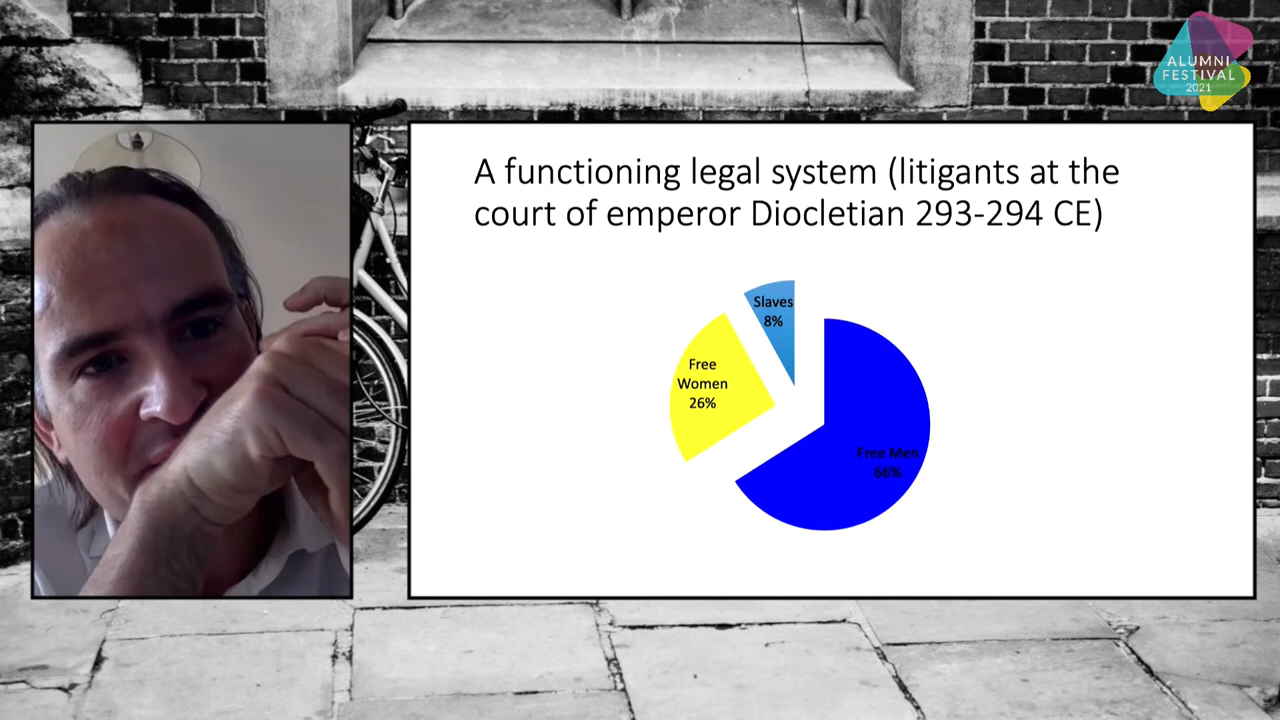 ALUMNI
FESTIVAL
2021
A functioning legal system (litigants at the
court of emperor Diocletian 293-294 CE)
Slaves
8%
Free
Women
26%
Free Men
66%